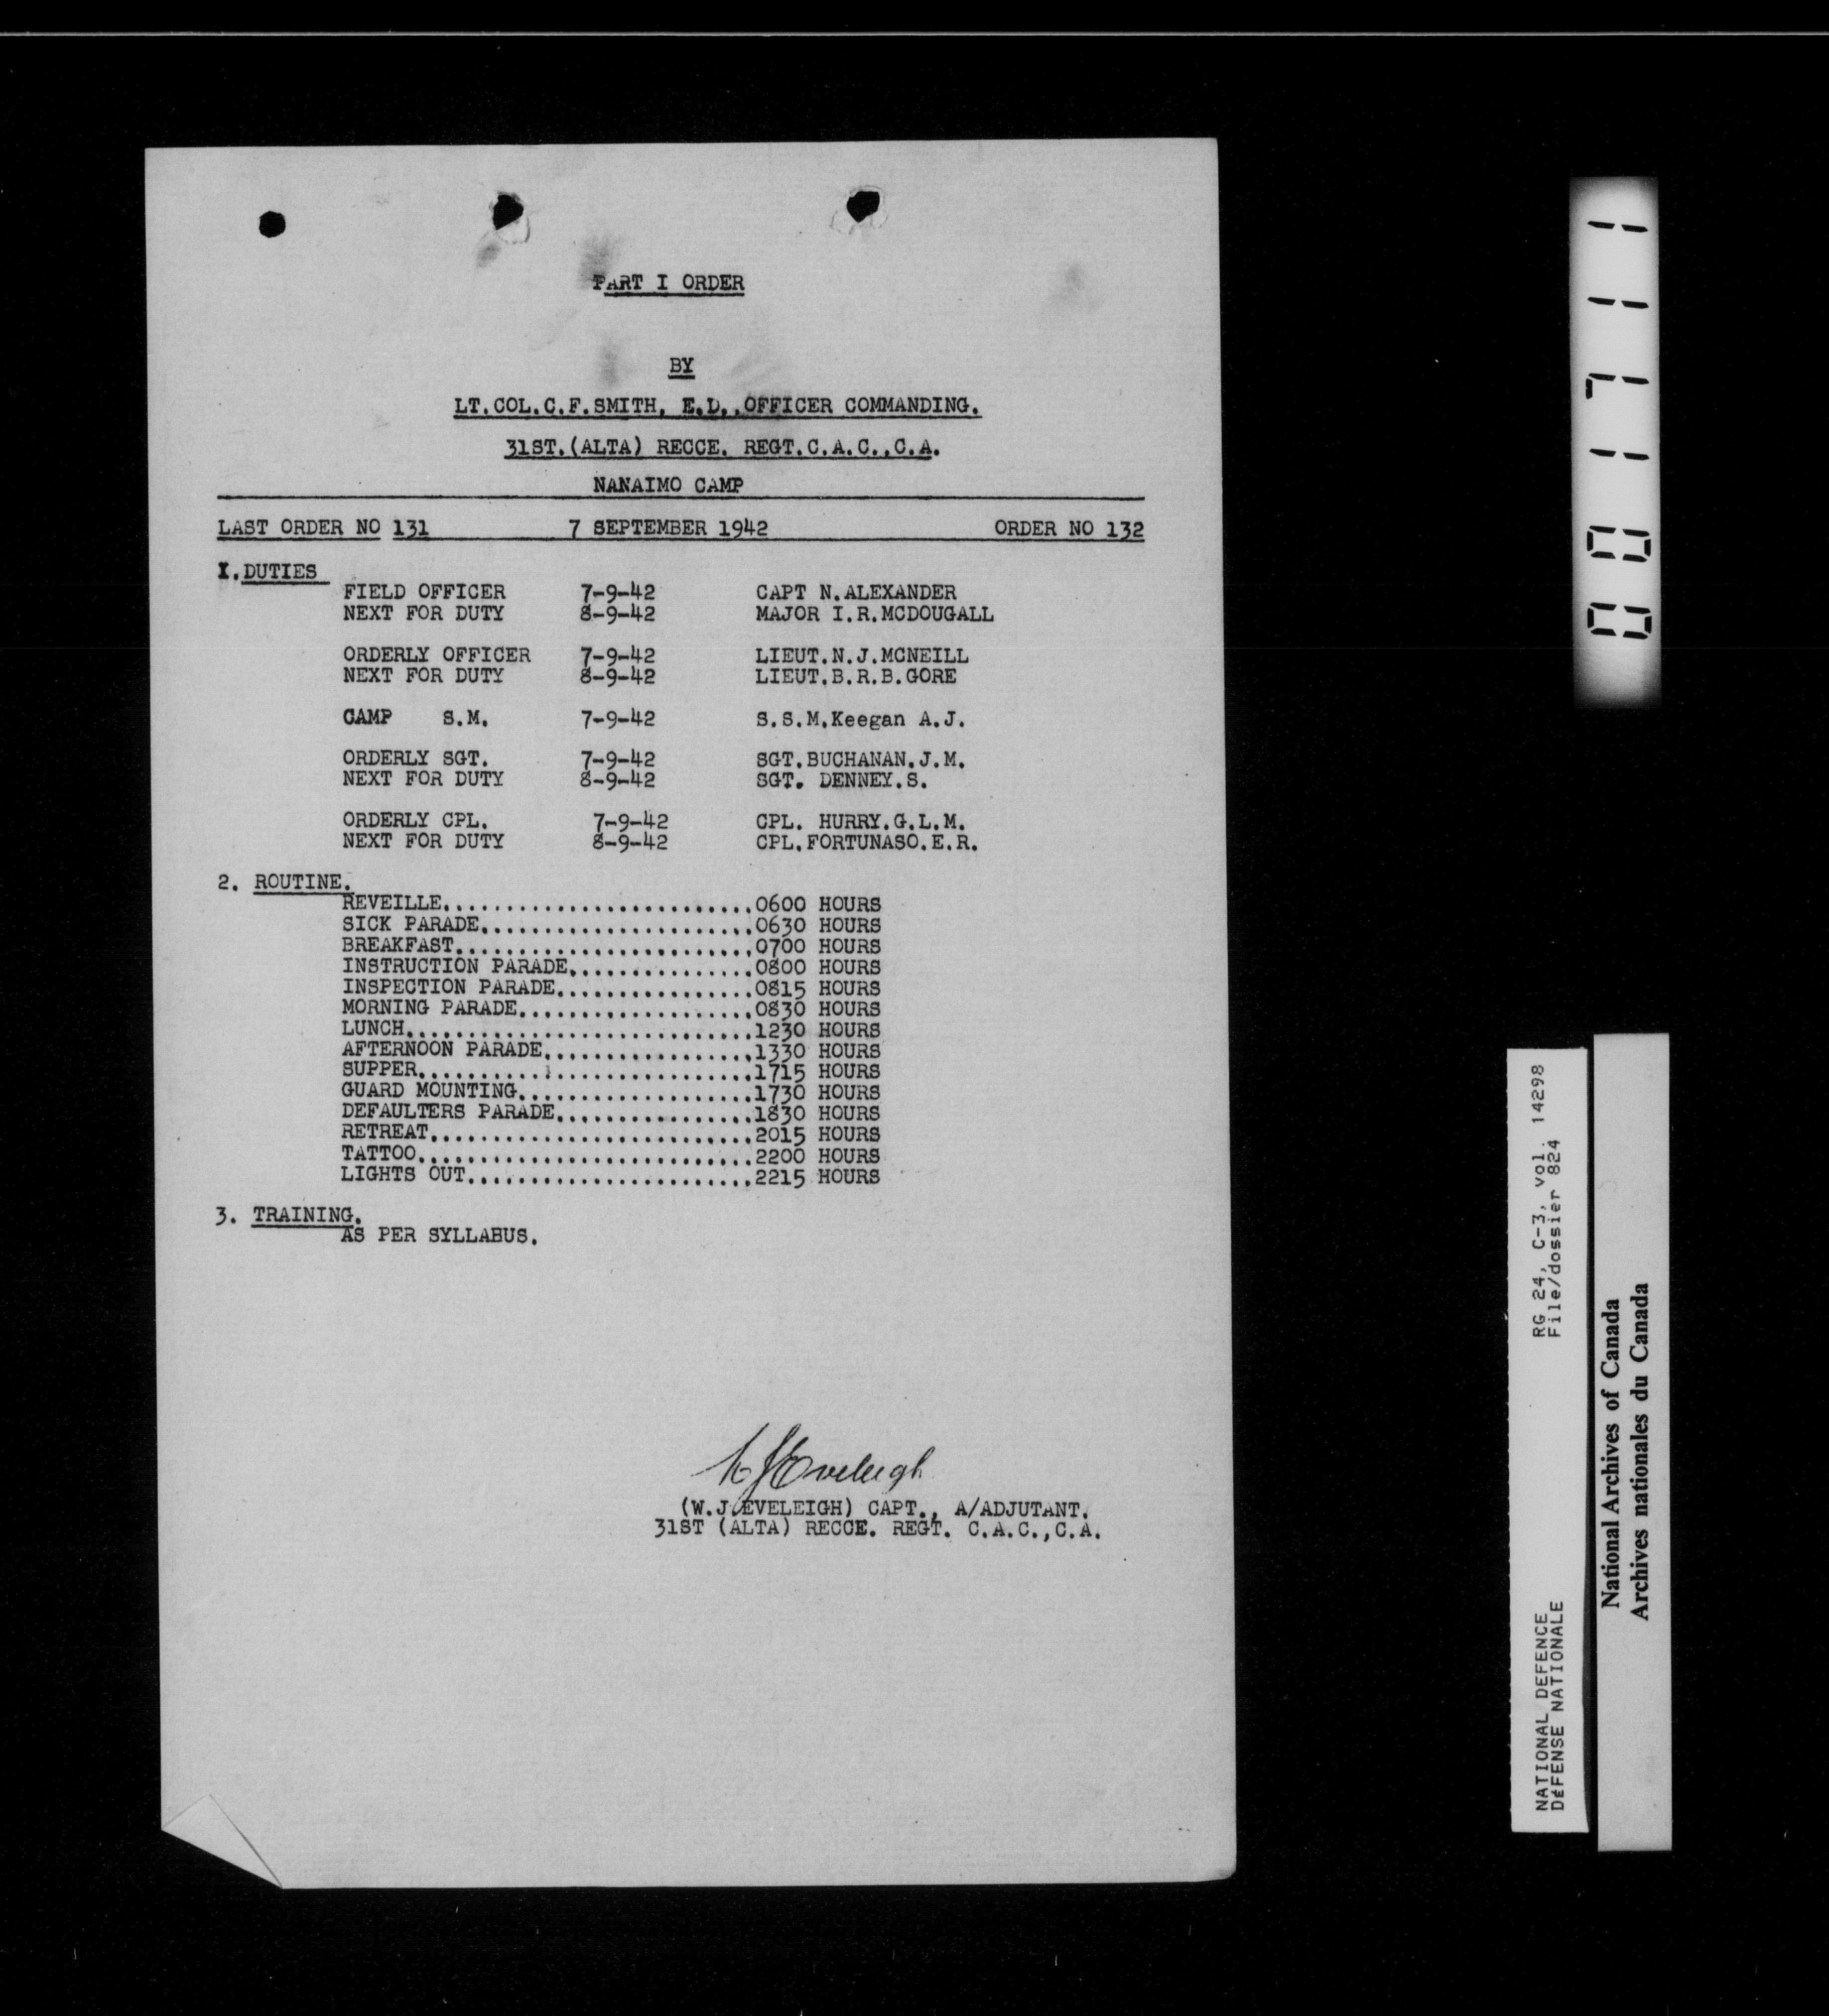 PART I ORDER
BY
LT.COL.C.F.SMITH, E.D.,OFFICER COMMANDING.
31ST.(ALTA) RECCE. REGT.C.A.C.,C.A.
NANAIMO CAMP
LAST ORDER NO 131 7 SEPTEMBER 1942 ORDER NO 132
I.DUTIES
FIELD OFFICER 7-9-42 CAPT N.ALEXANDER
NEXT FOR DUTY 8-9-42 MAJOR I.R.MCDOUGALL
ORDERLY OFFICER 7-9-42 LIEUT.N.J.MCNEILL
NEXT FOR DUTY 8-9-42 LIEUT.B.R.B.GORE
CAMP S.M. 7-9-42 S.S.M.Keegan A.J.
ORDERLY SGT. 7-9-42 SGT.BUCHANAN.J.M.
NEXT FOR DUTY 8-9-42 SGT. DENNEY.S.
ORDERLY CPL. 7-9-42 CPL. HURRY.G.L.M.
NEXT FOR DUTY 8-9-42 CPL.FORTUNASO.E.R.
2. ROUTINE.
REVEILLE.........................0600 HOURS
SICK PARADE......................0630 HOURS
BREAKFAST........................0700 HOURS
INSTRUCTION PARADE...............0800 HOURS
INSPECTION PARADE................0815 HOURS
MORNING PARADE...................0830 HOURS
LUNCH............................1230 HOURS
AFTERNOON PARADE.................1330 HOURS
SUPPER...........................1715 HOURS
GUARD MOUNTING...................1730 HOURS
DEFAULTERS PARADE................1830 HOURS
RETREAT..........................2015 HOURS
TATTOO...........................2200 HOURS
LIGHTS OUT.......................2215 HOURS
3. TRAINING.
AS PER SYLLABUS.
W J Eveleigh
(W.J.EVELEIGH) CAPT., A/ADJUTANT.
31ST (ALTA) RECCE. REGT. C.A.C.,C.A.
001711
NATIONAL DEFENCE RG 24, C-3, vol. 14298
DÉFENSE NATIONALE File/dossier 824
National Archives of Canada
Archives nationales du Canada